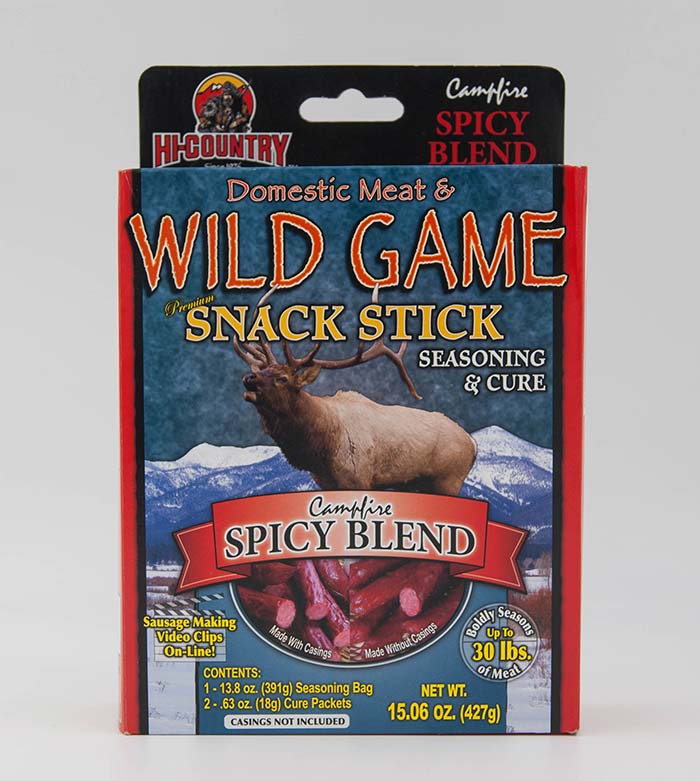 HI-COUNTRY
Since 1976
Campfire
SPICY
BLEND
Domestic Meat &
WILD GAME
Premium
SNACK STICK
SEASONING
& CURE
Campfire
SPICY BLEND
Made With Casings
Made Without Casings
Sausage Making
Video Clips
On-Line!
Boldly Seasons
Up To
30 lbs.
of Meat
CONTENTS:
1 - 13.8 oz. (391g) Seasoning Bag
2 - .63 oz. (18g) Cure Packets
CASINGS NOT INCLUDED
NET WT.
15.06 oz. (427g)